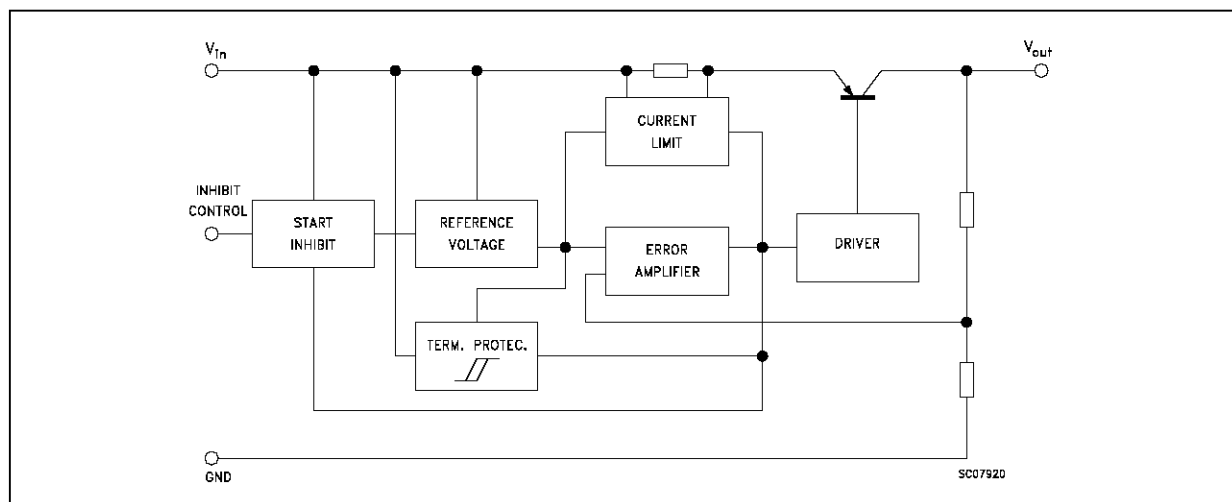 Vin
Vout
CURRENT
LIMIT
INHIBIT
CONTROL
START
INHIBIT
REFERENCE
VOLTAGE
ERROR
AMPLIFIER
DRIVER
TERM. PROTEC.
GND
SC07920